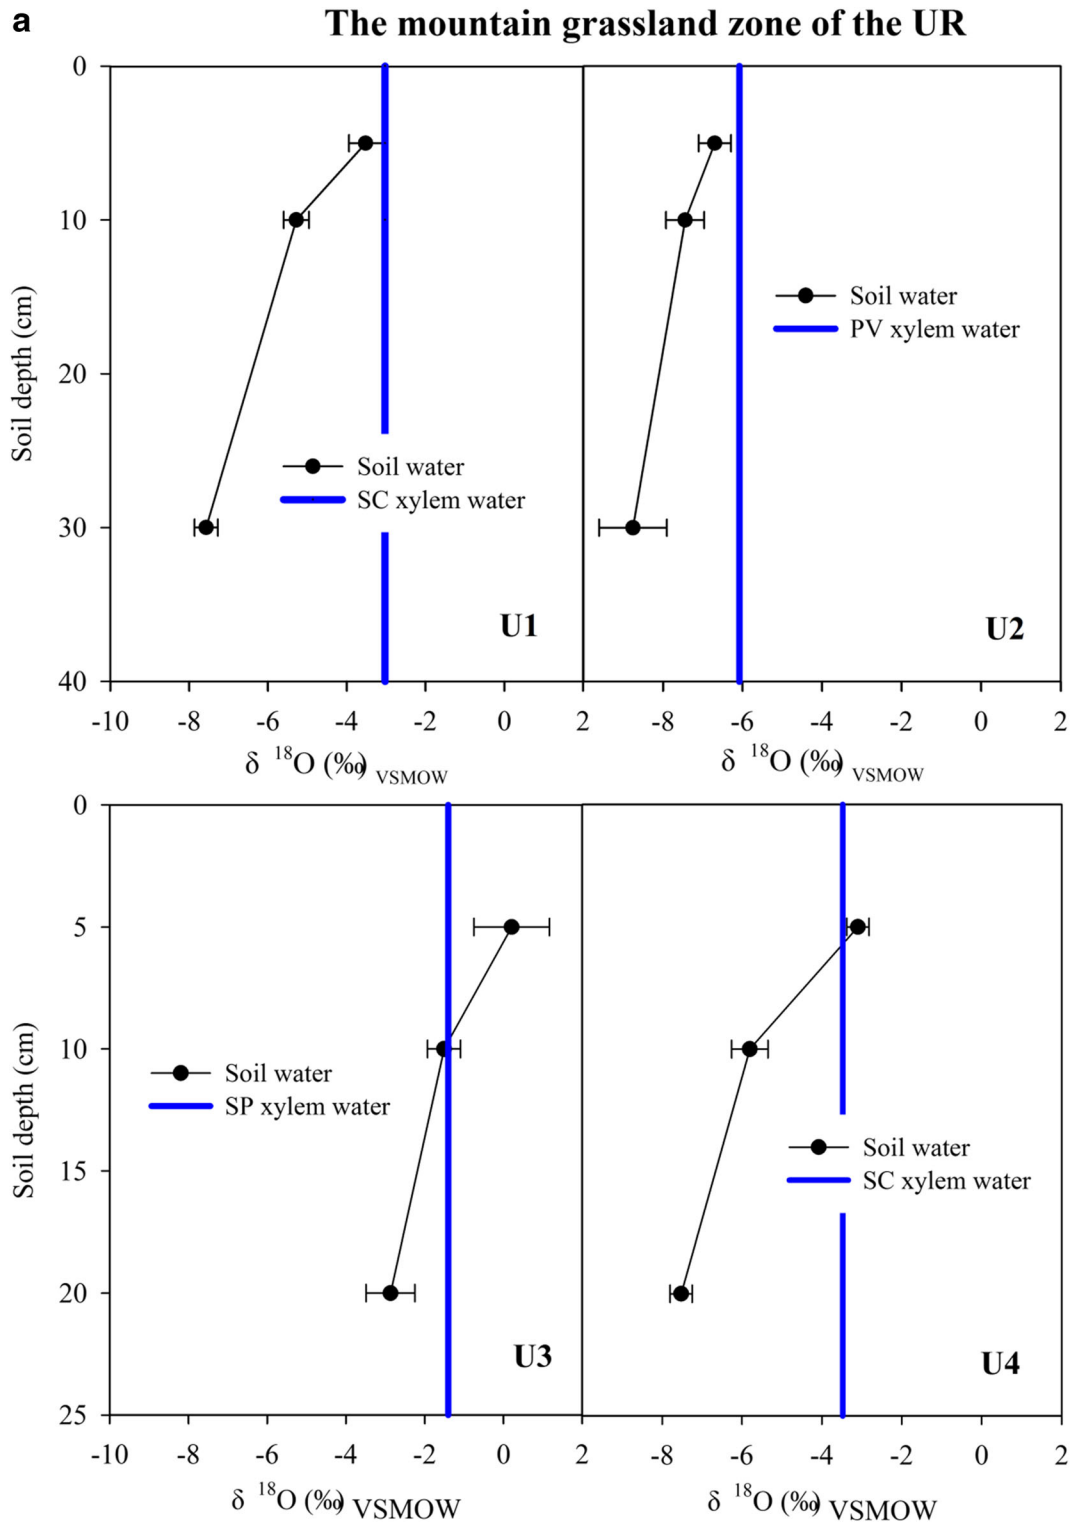 a
The mountain grassland zone of the UR
Soil depth (cm)
0
10
20
30
40
Soil water
SC xylem water
U1
-10 -8 -6 -4 -2 0 2
δ ¹⁸O (‰) VSMOW
Soil water
PV xylem water
U2
-8 -6 -4 -2 0 2
δ ¹⁸O (‰) VSMOW
Soil depth (cm)
0
5
10
15
20
25
Soil water
SP xylem water
U3
-10 -8 -6 -4 -2 0 2
δ ¹⁸O (‰) VSMOW
Soil water
SC xylem water
U4
-8 -6 -4 -2 0 2
δ ¹⁸O (‰) VSMOW